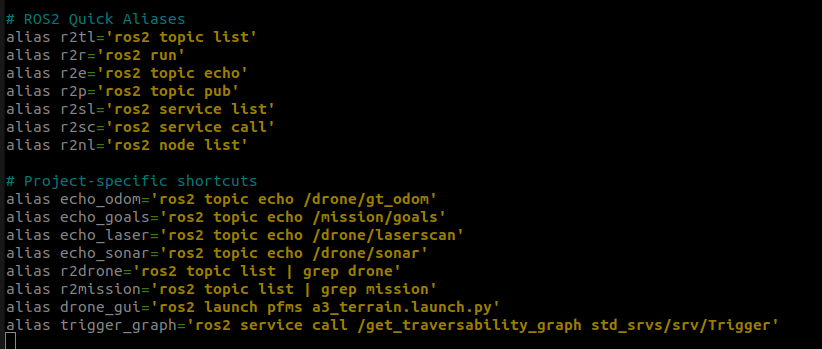 # ROS2 Quick Aliases
alias r2tl='ros2 topic list'
alias r2r='ros2 run'
alias r2e='ros2 topic echo'
alias r2p='ros2 topic pub'
alias r2sl='ros2 service list'
alias r2sc='ros2 service call'
alias r2nl='ros2 node list'
# Project-specific shortcuts
alias echo_odom='ros2 topic echo /drone/gt_odom'
alias echo_goals='ros2 topic echo /mission/goals'
alias echo_laser='ros2 topic echo /drone/laserscan'
alias echo_sonar='ros2 topic echo /drone/sonar'
alias r2drone='ros2 topic list | grep drone'
alias r2mission='ros2 topic list | grep mission'
alias drone_gui='ros2 launch pfms a3_terrain.launch.py'
alias trigger_graph='ros2 service call /get_traversability_graph std_srvs/srv/Trigger'